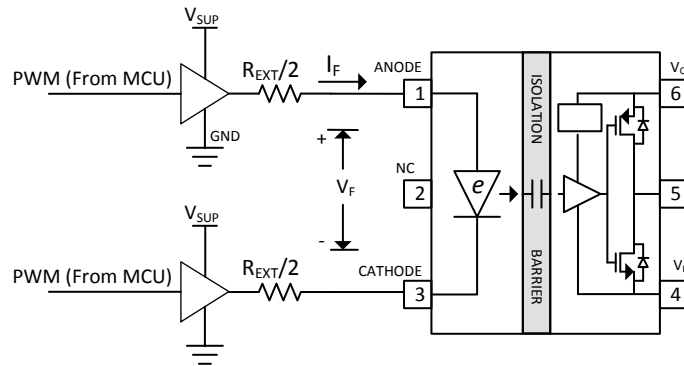 VSUP
PWM (From MCU)
REXT/2
IF
ANODE
1
GND
+
VF
-
NC
2
ISOLATION
e
BARRIER
6
5
VSUP
PWM (From MCU)
REXT/2
CATHODE
3
4